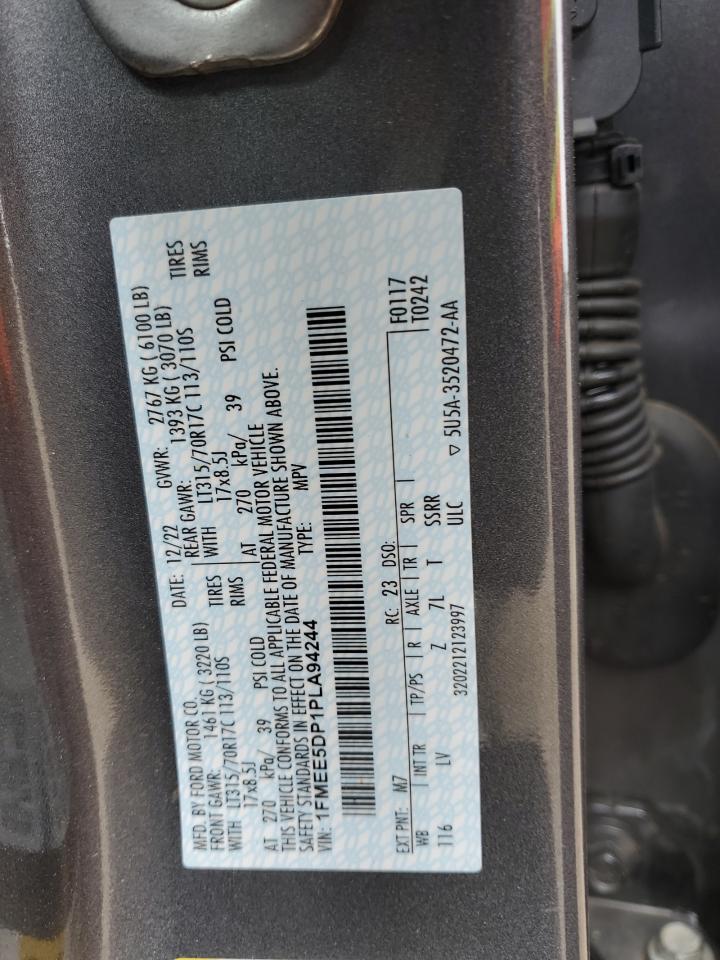 MFD. BY FORD MOTOR CO.
DATE: 12/22 GVWR: 2767 KG ( 6100 LB)
FRONT GAWR: 1461 KG ( 3220 LB) REAR GAWR: 1393 KG ( 3070 LB)
WITH LT315/70R17C 113/110S TIRES WITH LT315/70R17C 113/110S TIRES
17x8.5J RIMS 17x8.5J RIMS
AT 270 kPa/ 39 PSI COLD AT 270 kPa/ 39 PSI COLD
THIS VEHICLE CONFORMS TO ALL APPLICABLE FEDERAL MOTOR VEHICLE
SAFETY STANDARDS IN EFFECT ON THE DATE OF MANUFACTURE SHOWN ABOVE.
VIN: 1FMEE5DP1PLA94244 TYPE: MPV
EXT PNT: M7 RC: 23 DSO: F0117
WB INT TR TP/PS R AXLE TR SPR T0242
116 LV Z 7L T SSRR
3202212123997 ULC ▽ 5U5A-3520472-AA